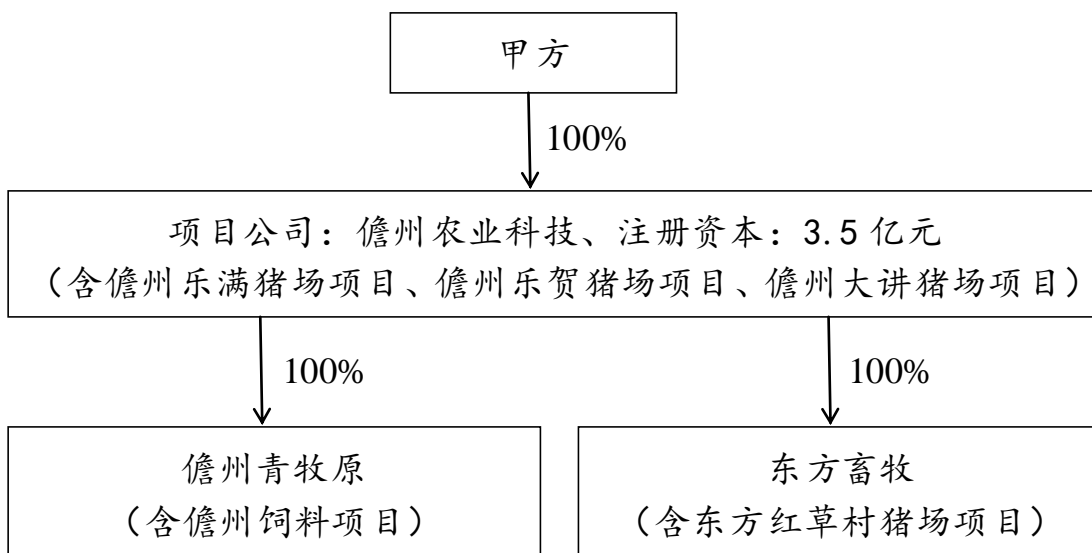 甲方
100%
项目公司：儋州农业科技、注册资本：3.5 亿元
（含儋州乐满猪场项目、儋州乐贺猪场项目、儋州大讲猪场项目）
100%
100%
儋州青牧原
（含儋州饲料项目）
东方畜牧
（含东方红草村猪场项目）